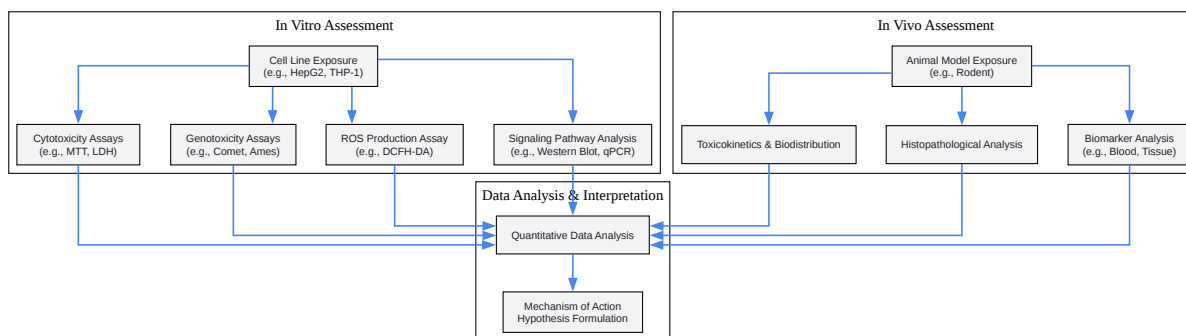 In Vitro Assessment
Cell Line Exposure
(e.g., HepG2, THP-1)
Cytotoxicity Assays
(e.g., MTT, LDH)
Genotoxicity Assays
(e.g., Comet, Ames)
ROS Production Assay
(e.g., DCFH-DA)
Signaling Pathway Analysis
(e.g., Western Blot, qPCR)
In Vivo Assessment
Animal Model Exposure
(e.g., Rodent)
Toxicokinetics & Biodistribution
Histopathological Analysis
Biomarker Analysis
(e.g., Blood, Tissue)
Data Analysis & Interpretation
Quantitative Data Analysis
Mechanism of Action
Hypothesis Formulation